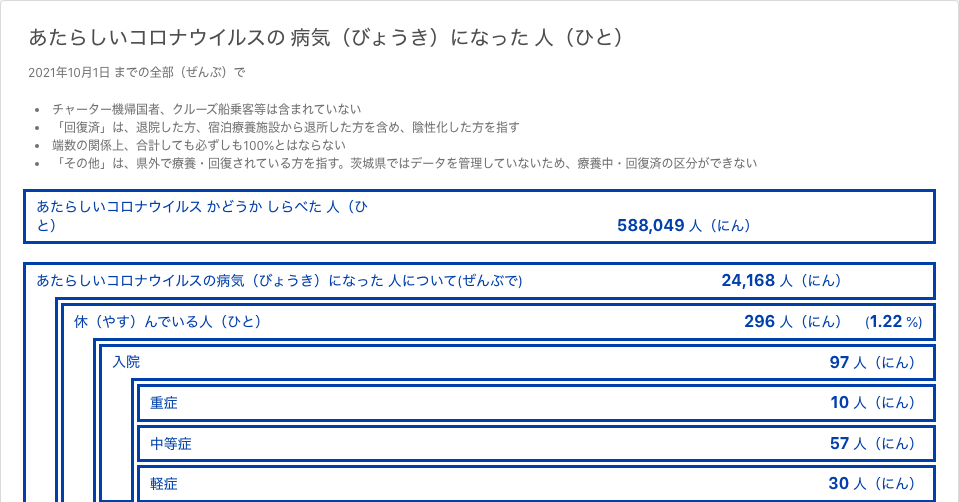 あたらしいコロナウイルスの 病気（びょうき）になった 人（ひと）
2021年10月1日 までの全部（ぜんぶ）で
• チャーター機帰国者、クルーズ船乗客等は含まれていない
• 「回復済」は、退院した方、宿泊療養施設から退所した方を含め、陰性化した方を指す
• 端数の関係上、合計しても必ずしも100%とはならない
• 「その他」は、県外で療養・回復されている方を指す。茨城県ではデータを管理していないため、療養中・回復済の区分ができない
あたらしいコロナウイルス かどうか しらべた 人（ひ
と） 588,049 人（にん）
あたらしいコロナウイルスの病気（びょうき）になった 人について(ぜんぶで) 24,168 人（にん）
休（やす）んでいる人（ひと） 296 人（にん） (1.22 %)
入院 97 人（にん）
重症 10 人（にん）
中等症 57 人（にん）
軽症 30 人（にん）